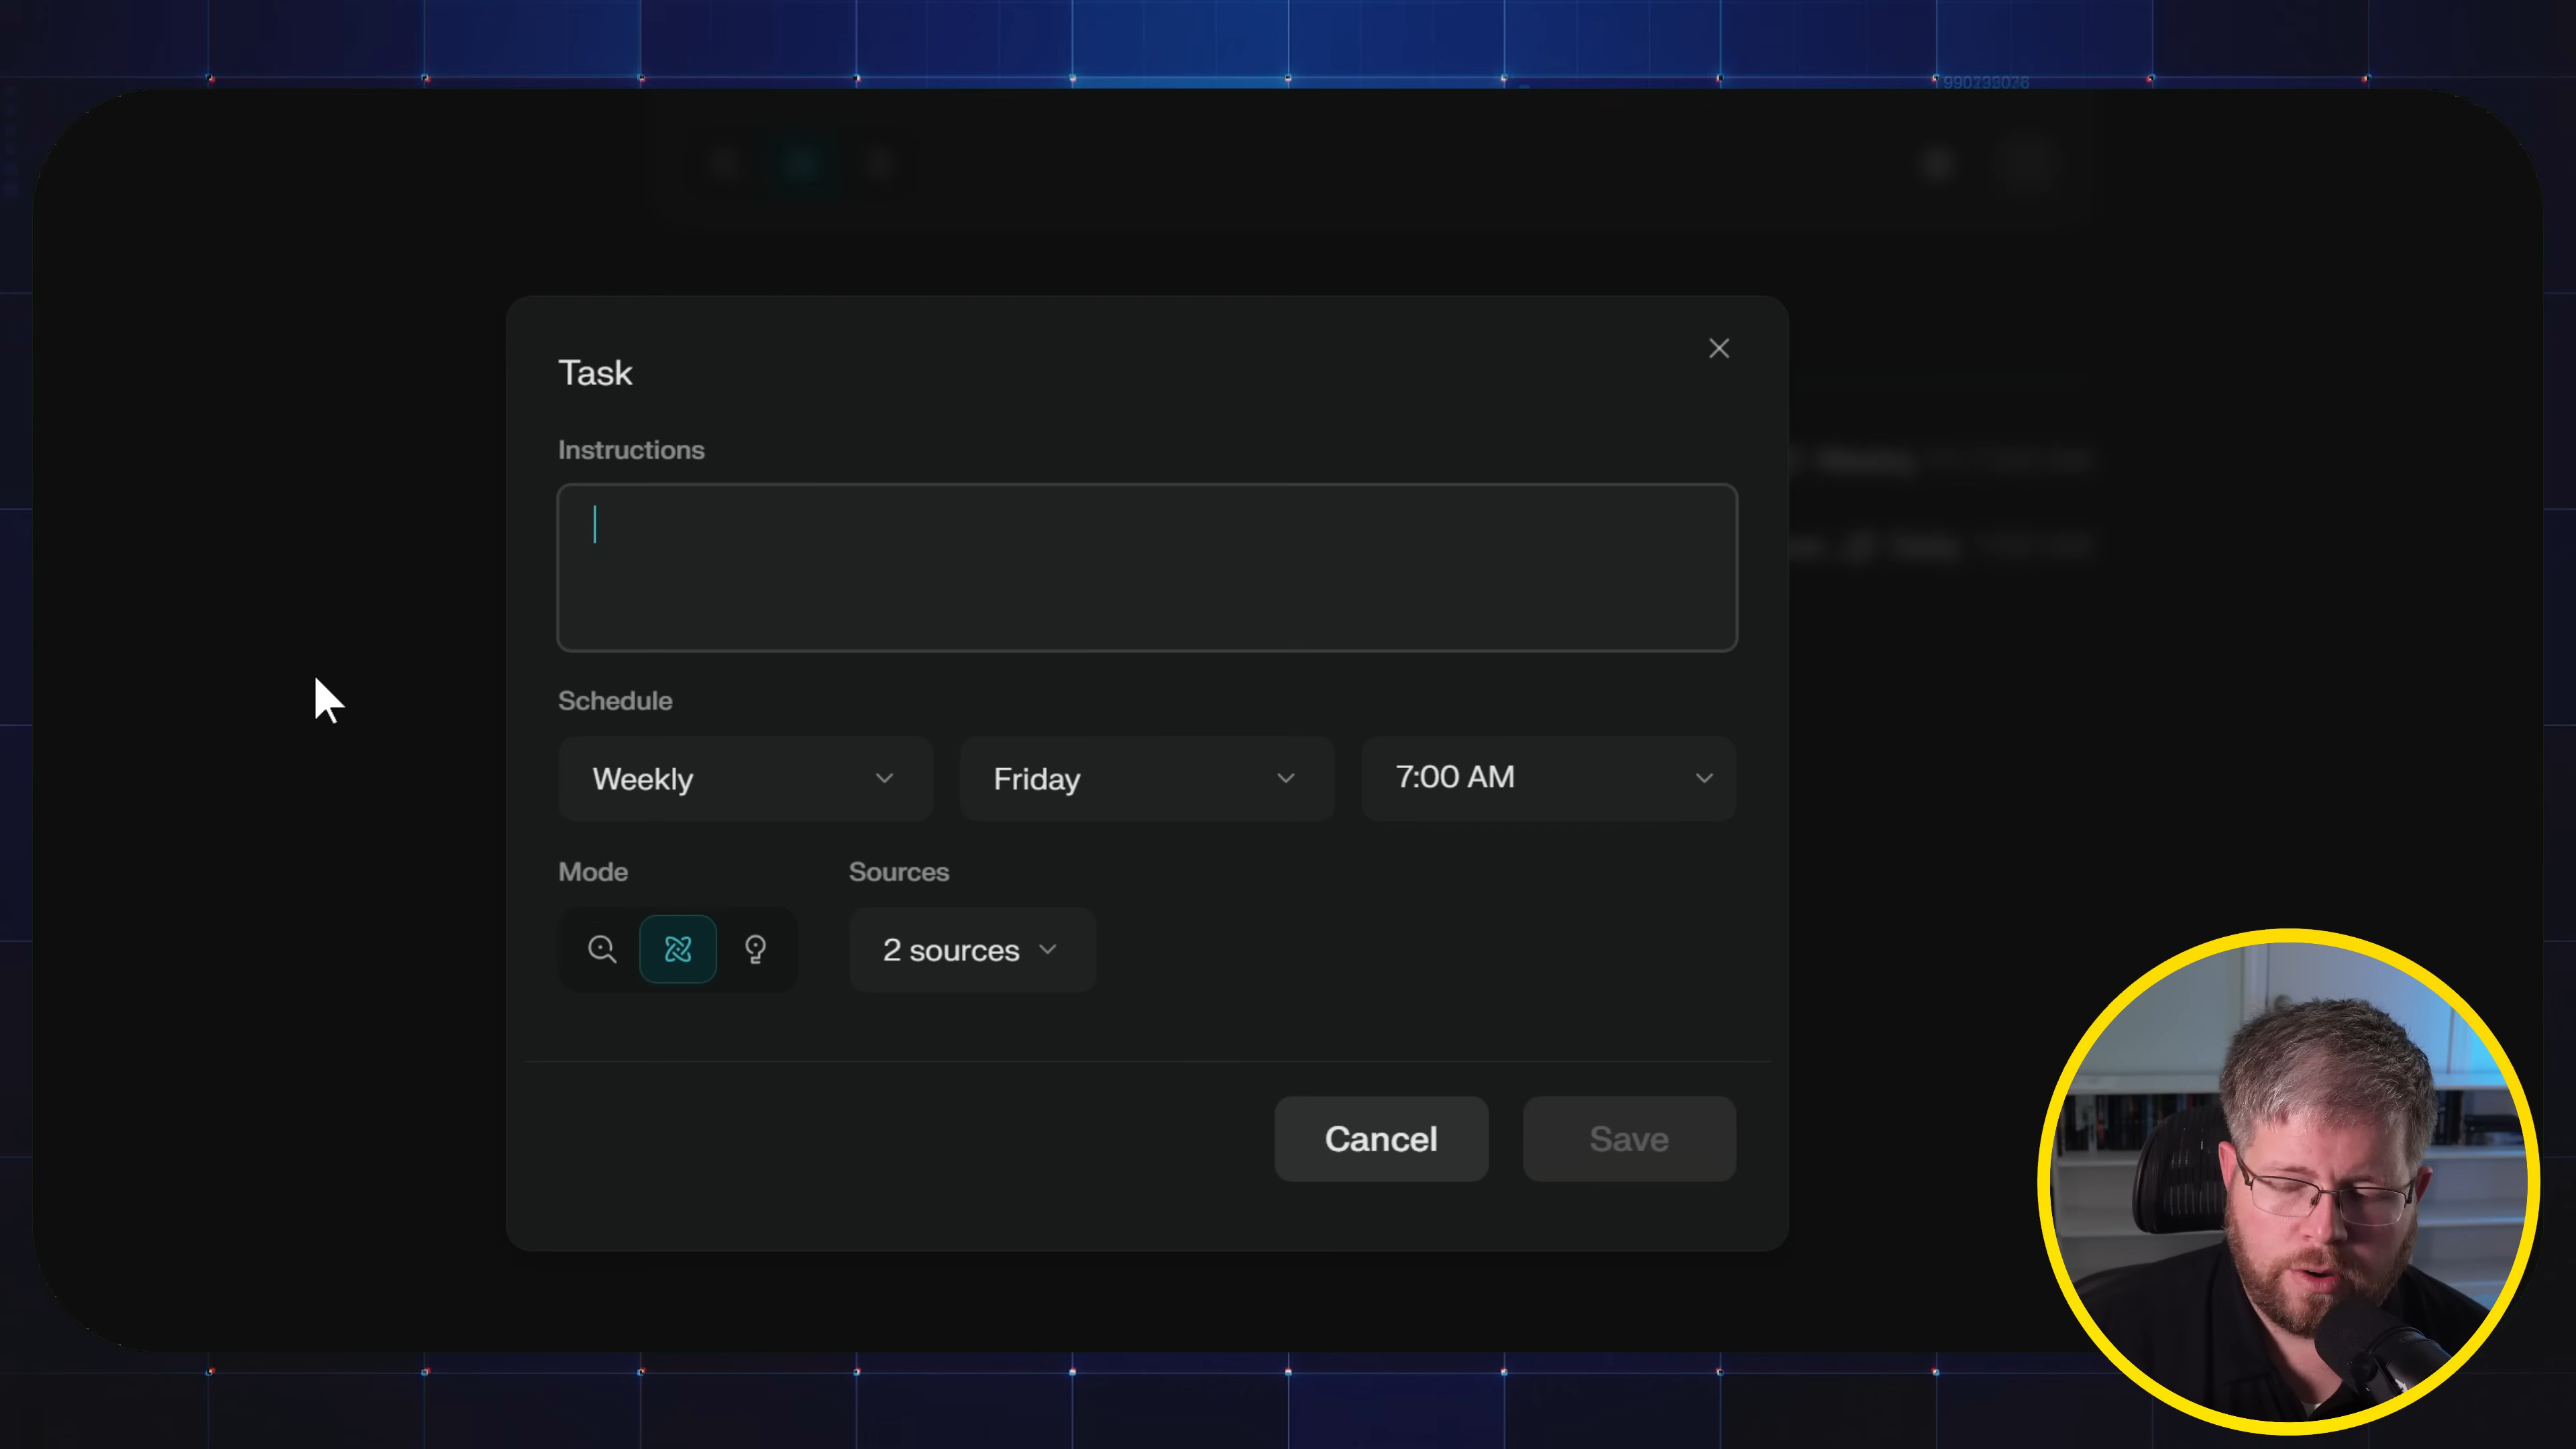 Task
Instructions
Schedule
Weekly Friday 7:00 AM
Mode Sources
2 sources
Cancel Save